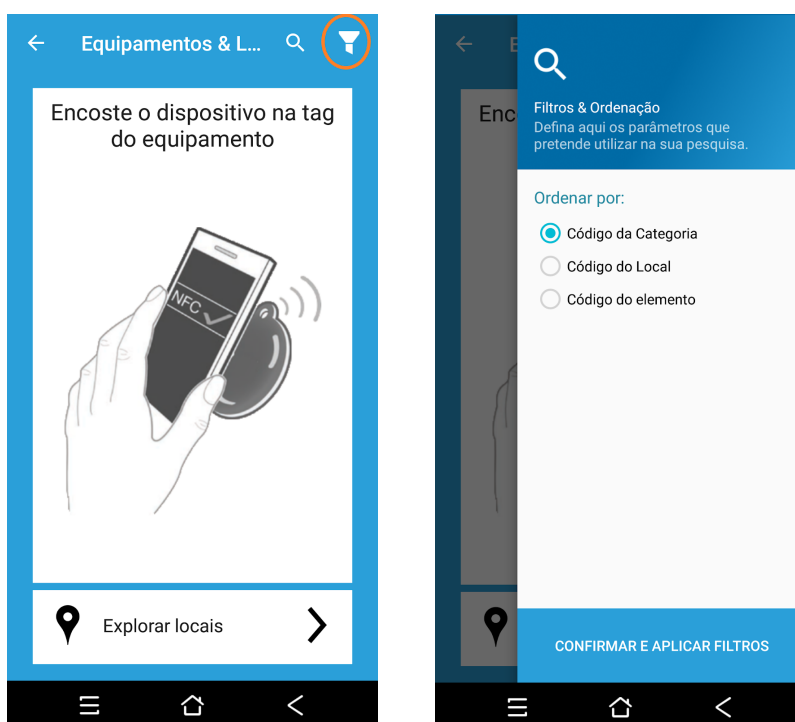 Equipamentos & L...
Encoste o dispositivo na tag
do equipamento
NFC
Explorar locais
E
Enc
Filtros & Ordenação
Defina aqui os parâmetros que
pretende utilizar na sua pesquisa.
Ordenar por:
Código da Categoria
Código do Local
Código do elemento
CONFIRMAR E APLICAR FILTROS